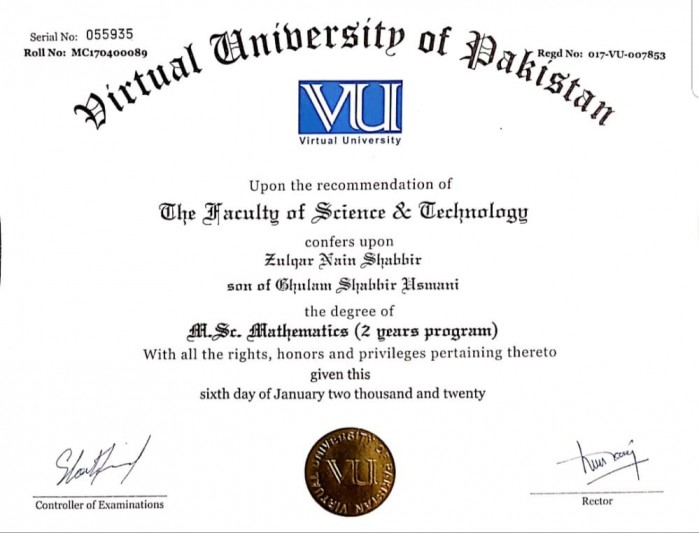 Serial No: 055935
Roll No: MC170400089
Regd No: 017-VU-007853
Virtual University of Pakistan
VU
Virtual University
Upon the recommendation of
The Faculty of Science & Technology
confers upon
Zulqar Nain Shabbir
son of Ghulam Shabbir Usmani
the degree of
M.Sc. Mathematics (2 years program)
With all the rights, honors and privileges pertaining thereto
given this
sixth day of January two thousand and twenty
VIRTUAL UNIVERSITY OF PAKISTAN
VU
Controller of Examinations
Rector